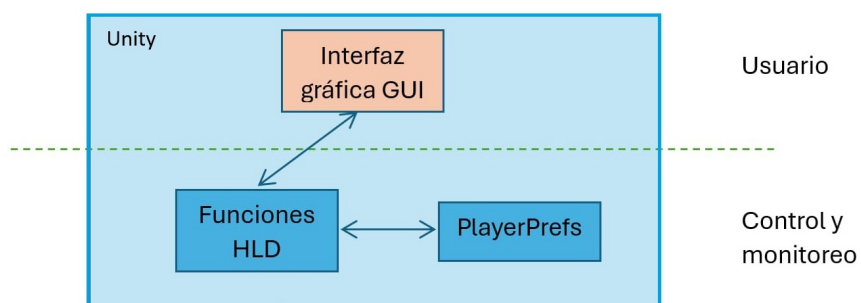 Unity
Interfaz
gráfica GUI
Usuario
Funciones
HLD
PlayerPrefs
Control y
monitoreo